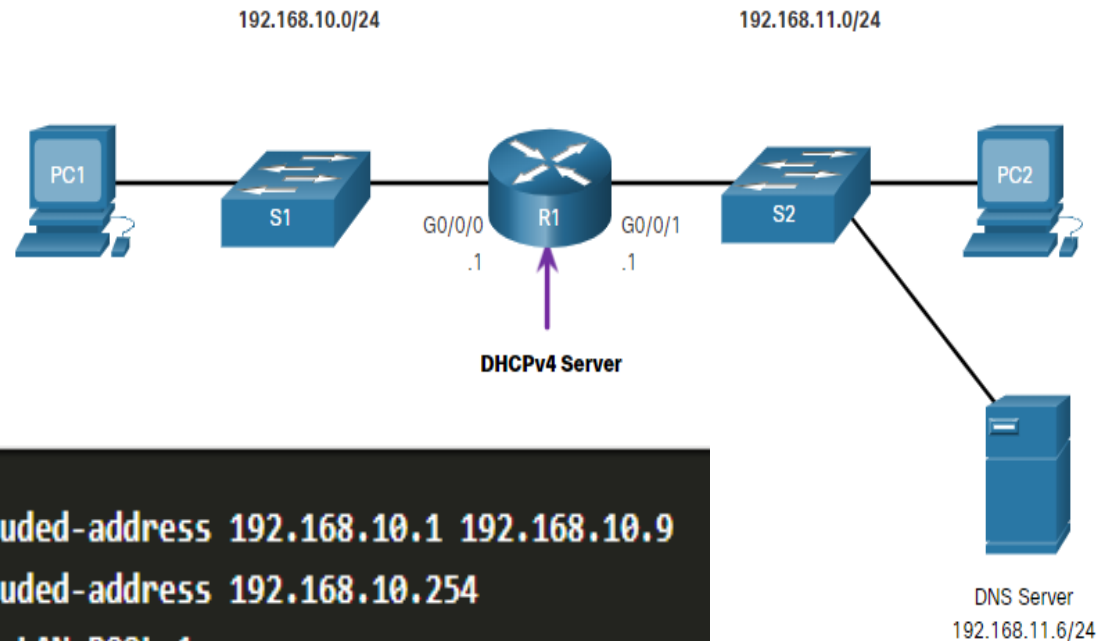 192.168.10.0/24
192.168.11.0/24
PC1
S1
G0/0/0
.1
R1
G0/0/1
.1
S2
PC2
DHCPv4 Server
uded-address 192.168.10.1 192.168.10.9
uded-address 192.168.10.254
DNS Server
192.168.11.6/24